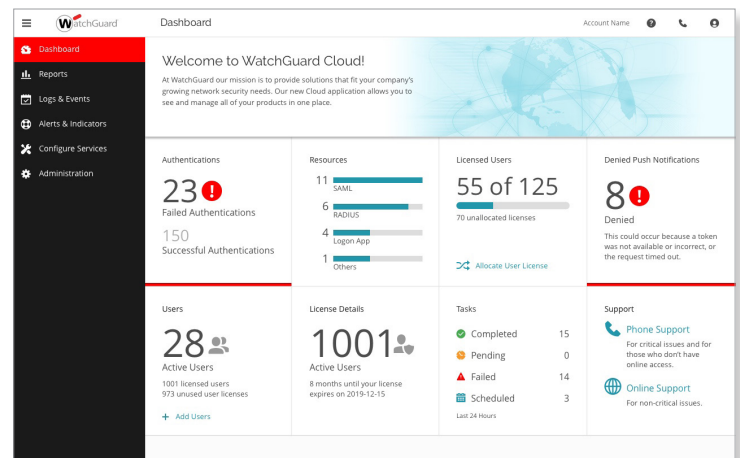 WatchGuard
Dashboard
Account Name
Dashboard
Reports
Logs & Events
Alerts & Indicators
Configure Services
Administration
Welcome to WatchGuard Cloud!
At WatchGuard our mission is to provide solutions that fit your company's
growing network security needs. Our new Cloud application allows you to
see and manage all of your products in one place.
Authentications
23
Failed Authentications
150
Successful Authentications
Resources
11
SAML
6
RADIUS
4
Logon App
1
Others
Licensed Users
55 of 125
70 unallocated licenses
Allocate User License
Denied Push Notifications
8
Denied
This could occur because a token
was not available or incorrect, or
the request timed out.
Users
28
Active Users
1001 licensed users
973 unused user licenses
+ Add Users
License Details
1001
Active Users
8 months until your license
expires on 2019-12-15
Tasks
Completed 15
Pending 0
Failed 14
Scheduled 3
Last 24 Hours
Support
Phone Support
For critical issues and for
those who don't have
online access.
Online Support
For non-critical issues.